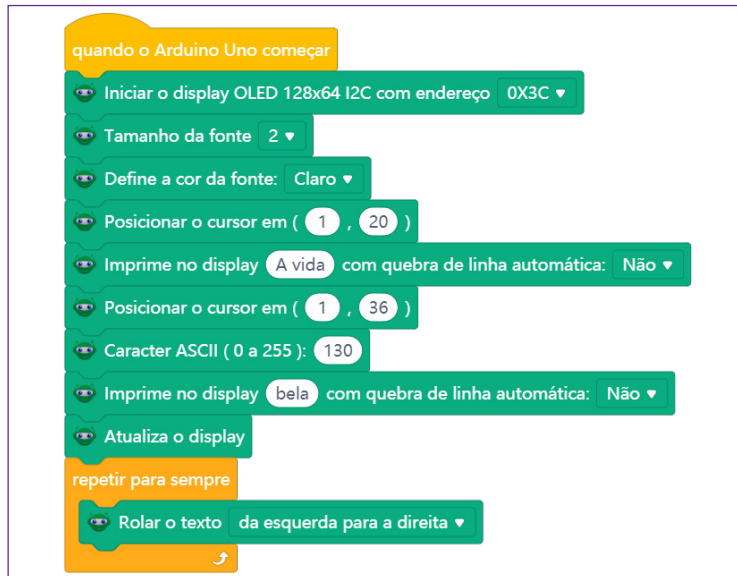 quando o Arduino Uno começar
Iniciar o display OLED 128x64 I2C com endereço 0X3C
Tamanho da fonte 2
Define a cor da fonte: Claro
Posicionar o cursor em ( 1 , 20 )
Imprime no display A vida com quebra de linha automática: Não
Posicionar o cursor em ( 1 , 36 )
Caracter ASCII ( 0 a 255 ): 130
Imprime no display bela com quebra de linha automática: Não
Atualiza o display
repetir para sempre
Rolar o texto da esquerda para a direita